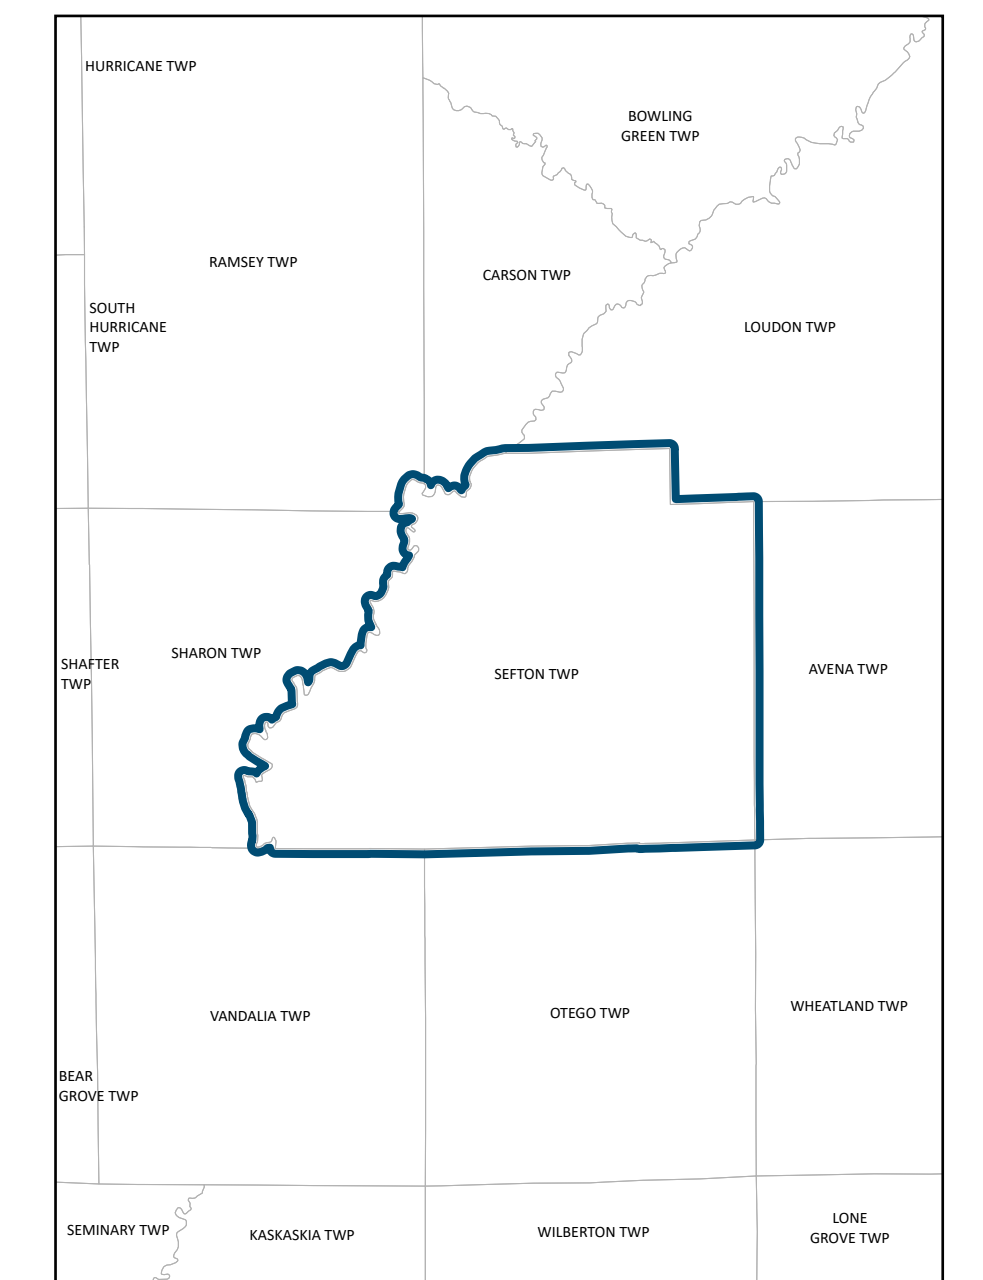 HURRICANE TWP
BOWLING
GREEN TWP
RAMSEY TWP
CARSON TWP
SOUTH
HURRICANE
TWP
LOUDON TWP
SHARON TWP
SHAFTER
TWP
SEFTON TWP
AVENA TWP
VANDALIA TWP
OTEGO TWP
WHEATLAND TWP
BEAR
GROVE TWP
SEMINARY TWP
KASKASKIA TWP
WILBERTON TWP
LONE
GROVE TWP